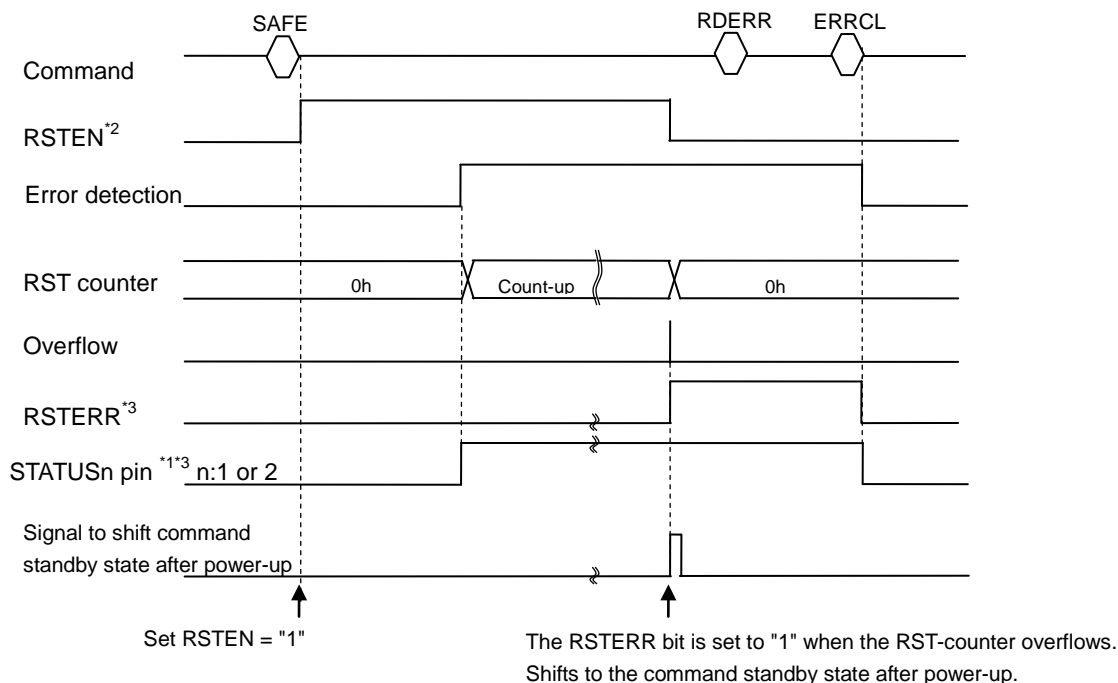 SAFE RDERR ERRCL
Command
RSTEN*2
Error detection
RST counter 0h Count-up 0h
Overflow
RSTERR*3
STATUSn pin *1*3 n:1 or 2
Signal to shift command
standby state after power-up
Set RSTEN = "1"
The RSTERR bit is set to "1" when the RST-counter overflows.
Shifts to the command standby state after power-up.